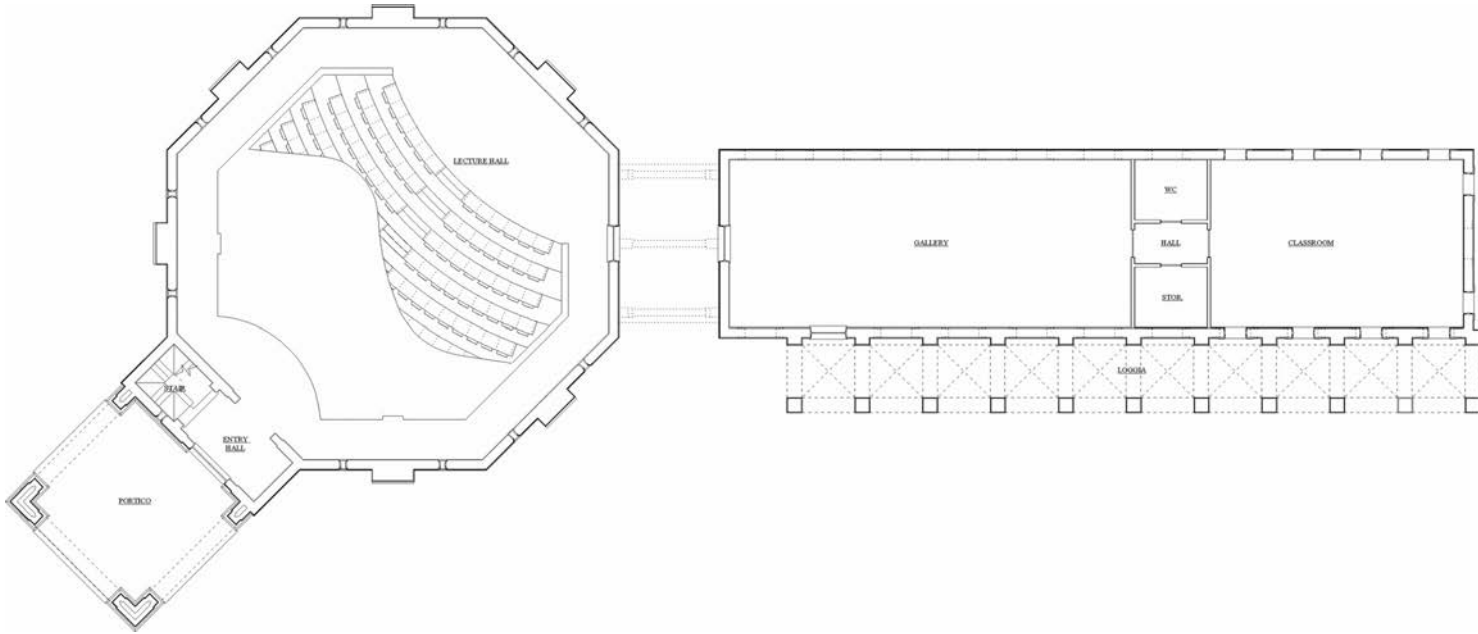 LECTURE HALL
WC
GALLERY
HALL
CLASSROOM
STOR.
LOGGIA
STAIR
ENTRY
HALL
PORTICO